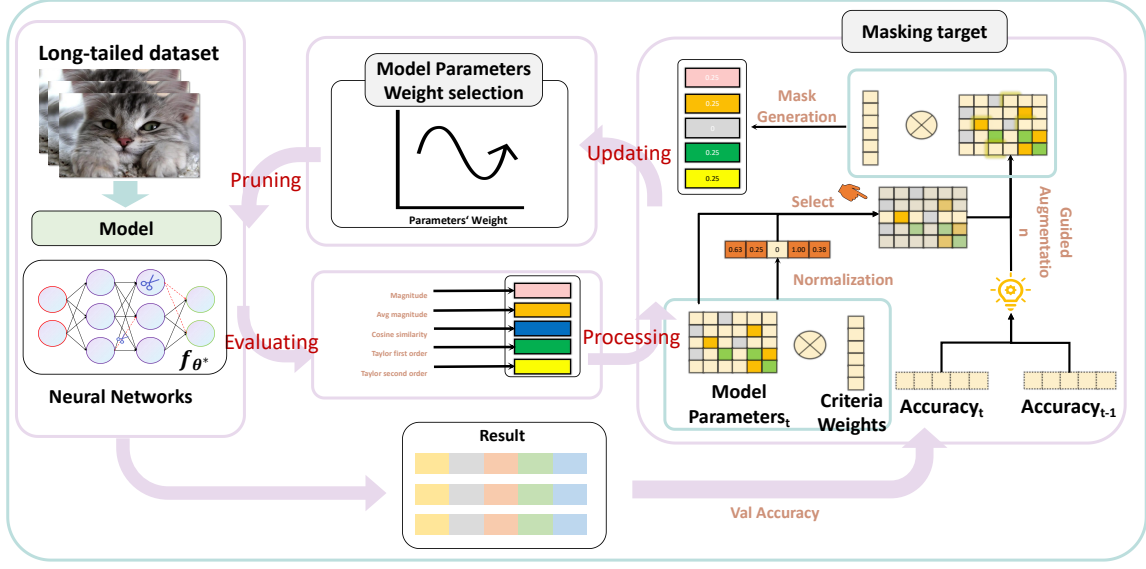 Long-tailed dataset
Model
f_θ*
Neural Networks
Pruning
Evaluating
Model Parameters
Weight selection
Parameters' Weight
Magnitude
Avg magnitude
Cosine similarity
Taylor first order
Taylor second order
Updating
Processing
Masking target
0.25
0.25
0
0.25
0.25
Mask
Generation
Select
0.63 0.25 0 1.00 0.38
Normalization
Guided
Augmentatio
n
Model
Parameters_t
Criteria
Weights
Accuracy_t
Accuracy_t-1
Result
Val Accuracy